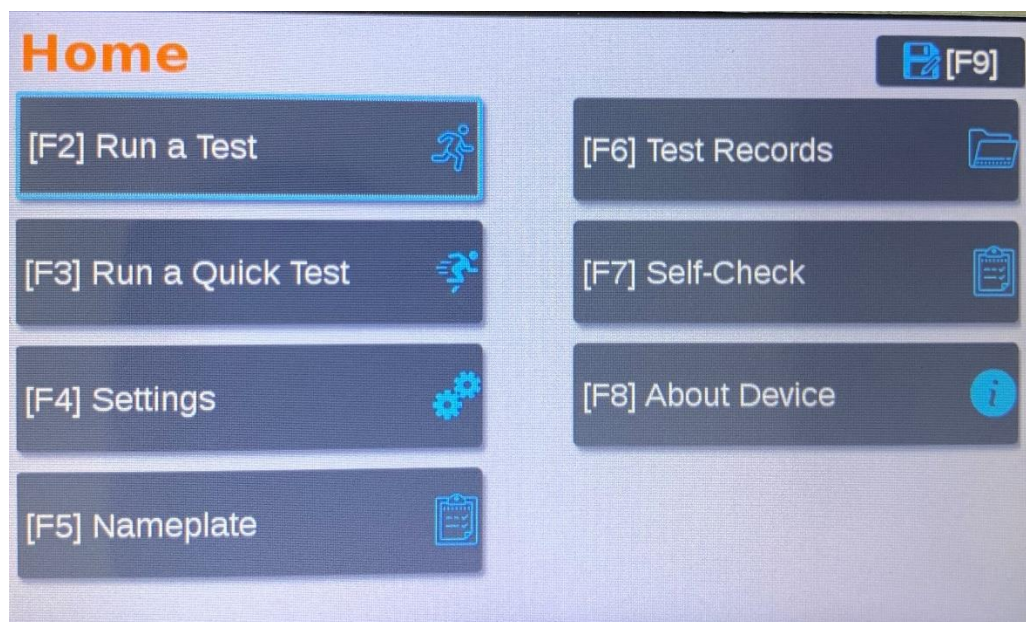 Home
[F9]
[F2] Run a Test
[F3] Run a Quick Test
[F4] Settings
[F5] Nameplate
[F6] Test Records
[F7] Self-Check
[F8] About Device